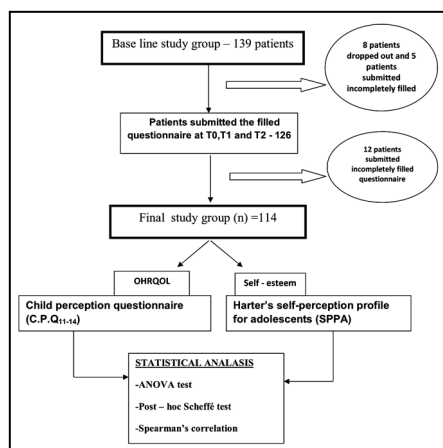 Base line study group – 139 patients
8 patients
dropped out and 5
patients
submitted
incompletely filled
Patients submitted the filled
questionnaire at T0,T1 and T2 - 126
12 patients
submitted
incompletely filled
questionnaire
Final study group (n) =114
OHRQOL
Self - esteem
Child perception questionnaire
(C.P.Q11-14)
Harter's self-perception profile
for adolescents (SPPA)
STATISTICAL ANALASIS
-ANOVA test
-Post – hoc Scheffé test
-Spearman's correlation